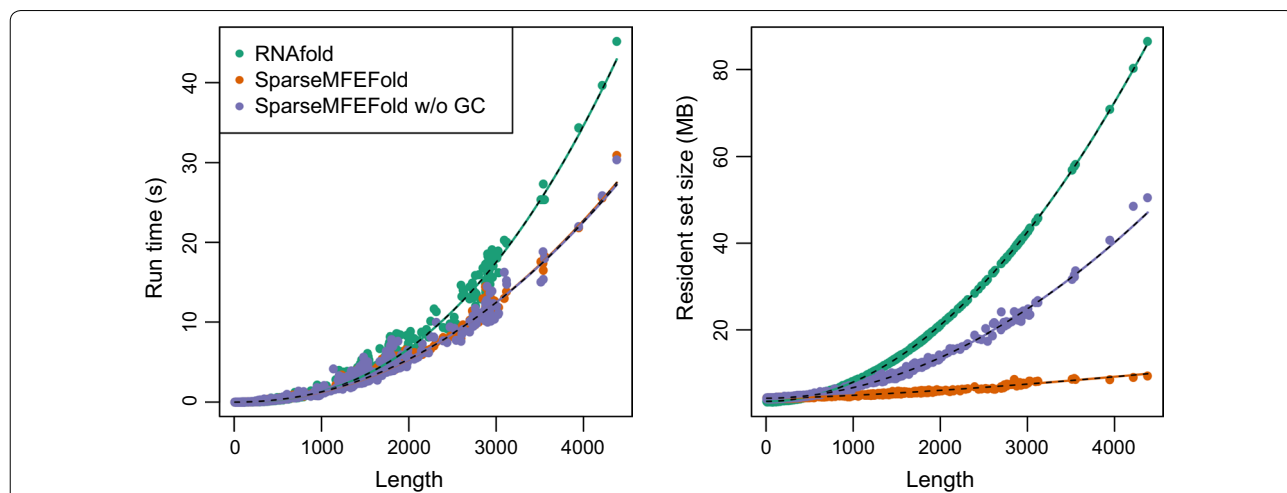 RNAfold
SparseMFEFold
SparseMFEFold w/o GC
Run time (s)
0
10
20
30
40
0
1000
2000
3000
4000
Length
Resident set size (MB)
20
40
60
80
0
1000
2000
3000
4000
Length